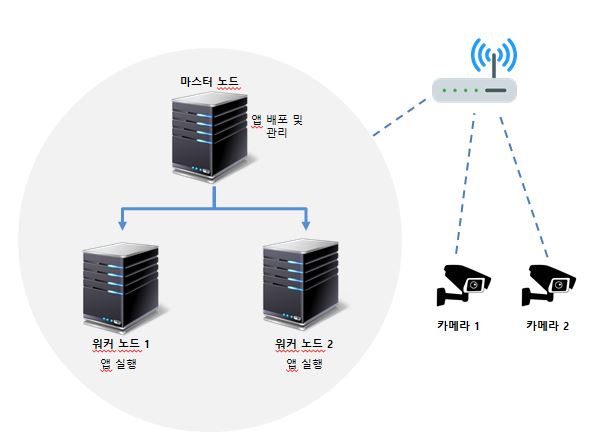 마스터 노드
앱 배포 및
관리
워커 노드 1
앱 실행
워커 노드 2
앱 실행
카메라 1
카메라 2